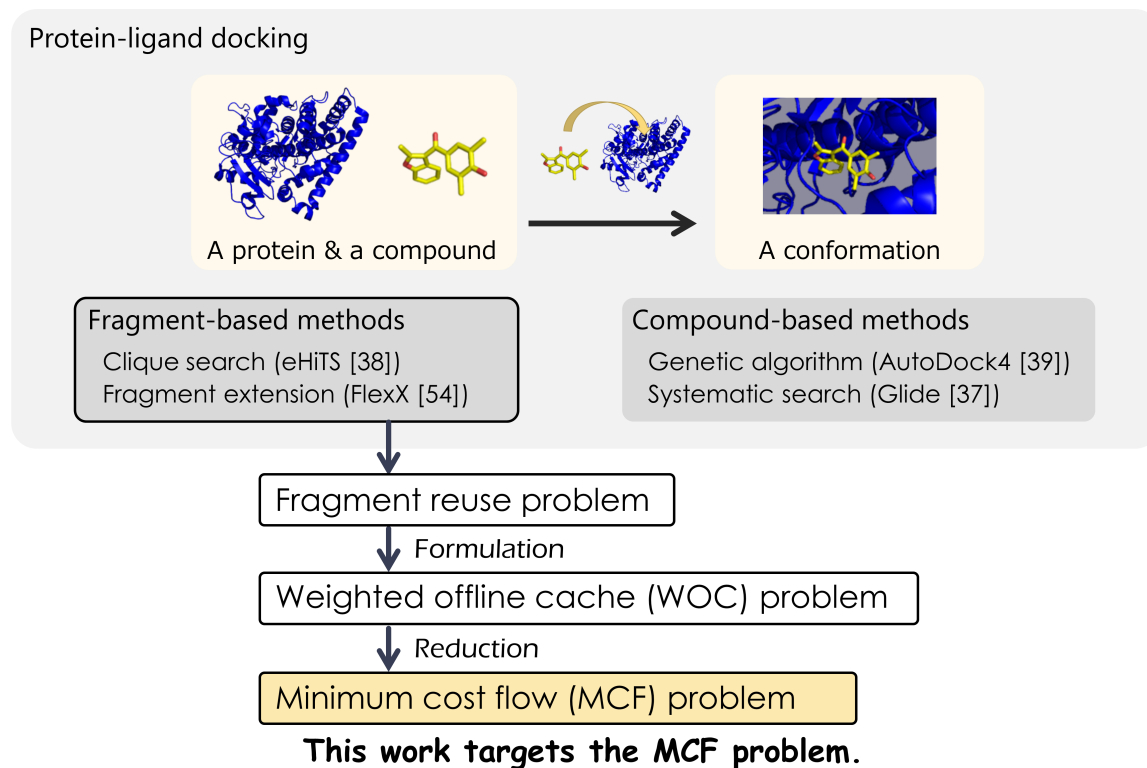 Protein-ligand docking
A protein & a compound
A conformation
Fragment-based methods
Clique search (eHiTS [38])
Fragment extension (FlexX [54])
Compound-based methods
Genetic algorithm (AutoDock4 [39])
Systematic search (Glide [37])
Fragment reuse problem
Formulation
Weighted offline cache (WOC) problem
Reduction
Minimum cost flow (MCF) problem
This work targets the MCF problem.